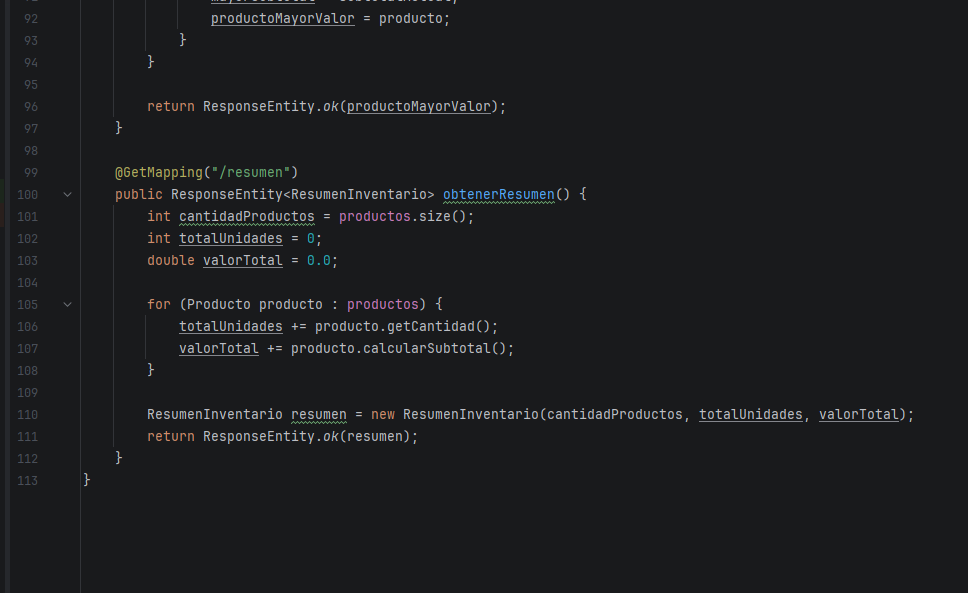 92 productoMayorValor = producto;
93 }
94 }
95
96 return ResponseEntity.ok(productoMayorValor);
97 }
98
99 @GetMapping("/resumen")
100 public ResponseEntity<ResumenInventario> obtenerResumen() {
101 int cantidadProductos = productos.size();
102 int totalUnidades = 0;
103 double valorTotal = 0.0;
104
105 for (Producto producto : productos) {
106 totalUnidades += producto.getCantidad();
107 valorTotal += producto.calcularSubtotal();
108 }
109
110 ResumenInventario resumen = new ResumenInventario(cantidadProductos, totalUnidades, valorTotal);
111 return ResponseEntity.ok(resumen);
112 }
113 }